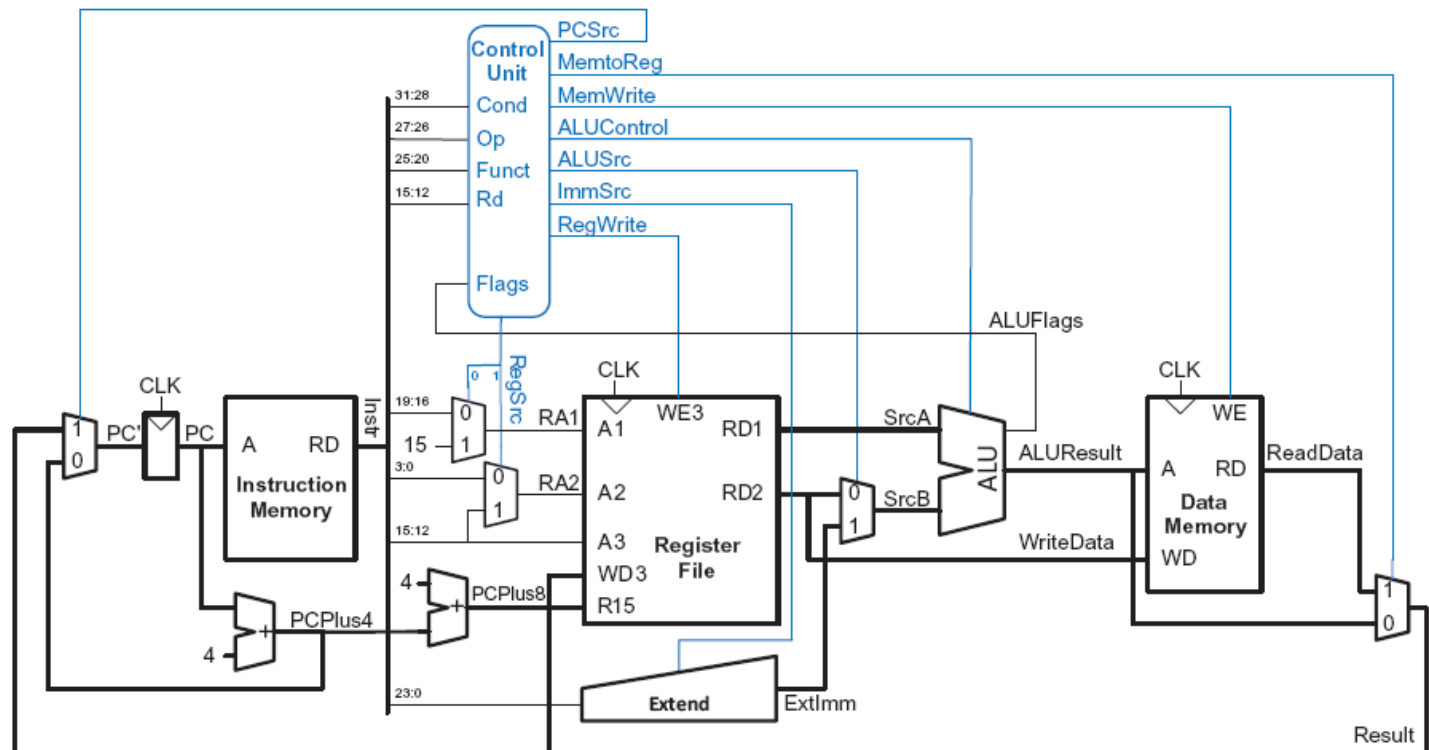 PCSrc
Control Unit
MemtoReg
31:28
Cond
MemWrite
27:26
Op
ALUControl
25:20
Funct
ALUSrc
15:12
Rd
ImmSrc
RegWrite
Flags
ALUFlags
RegSrc
0 1
CLK
PC'
1
0
PC
A RD
Instruction Memory
Instr
19:16
0
15
1
RA1
3:0
0
1
RA2
15:12
CLK
A1
WE3
RD1
A2
RD2
A3
Register File
WD3
R15
SrcA
0
1
SrcB
ALU
ALUResult
WriteData
CLK
WE
A RD
Data Memory
WD
ReadData
1
0
4
+
PCPlus4
4
+
PCPlus8
23:0
Extend
ExtImm
Result